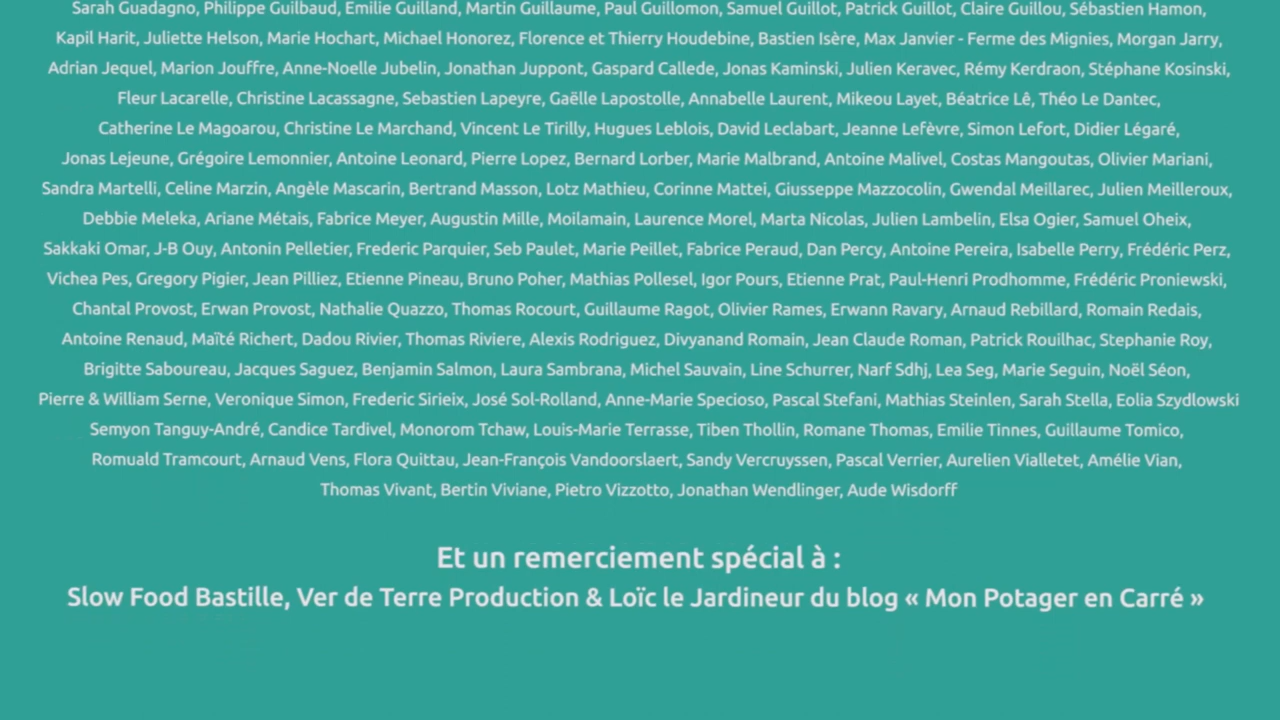 Sarah Guadagno, Philippe Guilbaud, Emilie Guilland, Martin Guillaume, Paul Guillomon, Samuel Guillot, Patrick Guillot, Claire Guillou, Sébastien Hamon,
Kapil Harit, Juliette Helson, Marie Hochart, Michael Honorez, Florence et Thierry Houdebine, Bastien Isère, Max Janvier - Ferme des Mignies, Morgan Jarry,
Adrian Jequel, Marion Jouffre, Anne-Noelle Jubelin, Jonathan Juppont, Gaspard Callede, Jonas Kaminski, Julien Keravec, Rémy Kerdraon, Stéphane Kosinski,
Fleur Lacarelle, Christine Lacassagne, Sebastien Lapeyre, Gaëlle Lapostolle, Annabelle Laurent, Mikeou Layet, Béatrice Lê, Théo Le Dantec,
Catherine Le Magoarou, Christine Le Marchand, Vincent Le Tirilly, Hugues Leblois, David Leclabart, Jeanne Lefèvre, Simon Lefort, Didier Légaré,
Jonas Lejeune, Grégoire Lemonnier, Antoine Leonard, Pierre Lopez, Bernard Lorber, Marie Malbrand, Antoine Malivel, Costas Mangoutas, Olivier Mariani,
Sandra Martelli, Celine Marzin, Angèle Mascarin, Bertrand Masson, Lotz Mathieu, Corinne Mattei, Giusseppe Mazzocolin, Gwendal Meillarec, Julien Meilleroux,
Debbie Meleka, Ariane Métais, Fabrice Meyer, Augustin Mille, Moilamain, Laurence Morel, Marta Nicolas, Julien Lambelin, Elsa Ogier, Samuel Oheix,
Sakkaki Omar, J-B Ouy, Antonin Pelletier, Frederic Parquier, Seb Paulet, Marie Peillet, Fabrice Peraud, Dan Percy, Antoine Pereira, Isabelle Perry, Frédéric Perz,
Vichea Pes, Gregory Pigier, Jean Pilliez, Etienne Pineau, Bruno Poher, Mathias Pollesel, Igor Pours, Etienne Prat, Paul-Henri Prodhomme, Frédéric Proniewski,
Chantal Provost, Erwan Provost, Nathalie Quazzo, Thomas Rocourt, Guillaume Ragot, Olivier Rames, Erwann Ravary, Arnaud Rebillard, Romain Redais,
Antoine Renaud, Maïté Richert, Dadou Rivier, Thomas Riviere, Alexis Rodriguez, Divyanand Romain, Jean Claude Roman, Patrick Rouilhac, Stephanie Roy,
Brigitte Saboureau, Jacques Saguez, Benjamin Salmon, Laura Sambrana, Michel Sauvain, Line Schurrer, Narf Sdhj, Lea Seg, Marie Seguin, Noël Séon,
Pierre & William Serne, Veronique Simon, Frederic Sirieix, José Sol-Rolland, Anne-Marie Specioso, Pascal Stefani, Mathias Steinlen, Sarah Stella, Eolia Szydlowski
Semyon Tanguy-André, Candice Tardivel, Monorom Tchaw, Louis-Marie Terrasse, Tiben Thollin, Romane Thomas, Emilie Tinnes, Guillaume Tomico,
Romuald Tramcourt, Arnaud Vens, Flora Quittau, Jean-François Vandoorslaert, Sandy Vercruyssen, Pascal Verrier, Aurelien Vialletet, Amélie Vian,
Thomas Vivant, Bertin Viviane, Pietro Vizzotto, Jonathan Wendlinger, Aude Wisdorff
Et un remerciement spécial à :
Slow Food Bastille, Ver de Terre Production & Loïc le Jardineur du blog « Mon Potager en Carré »